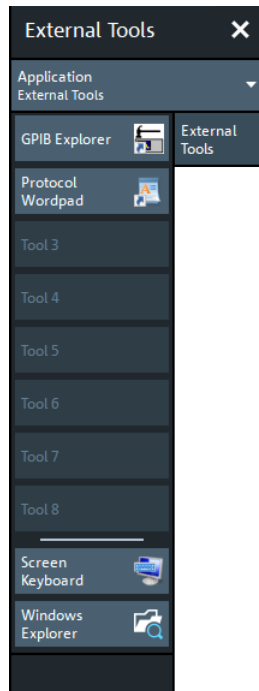 External Tools
Application
External Tools
GPIB Explorer
External
Tools
Protocol
Wordpad
Tool 3
Tool 4
Tool 5
Tool 6
Tool 7
Tool 8
Screen
Keyboard
Windows
Explorer